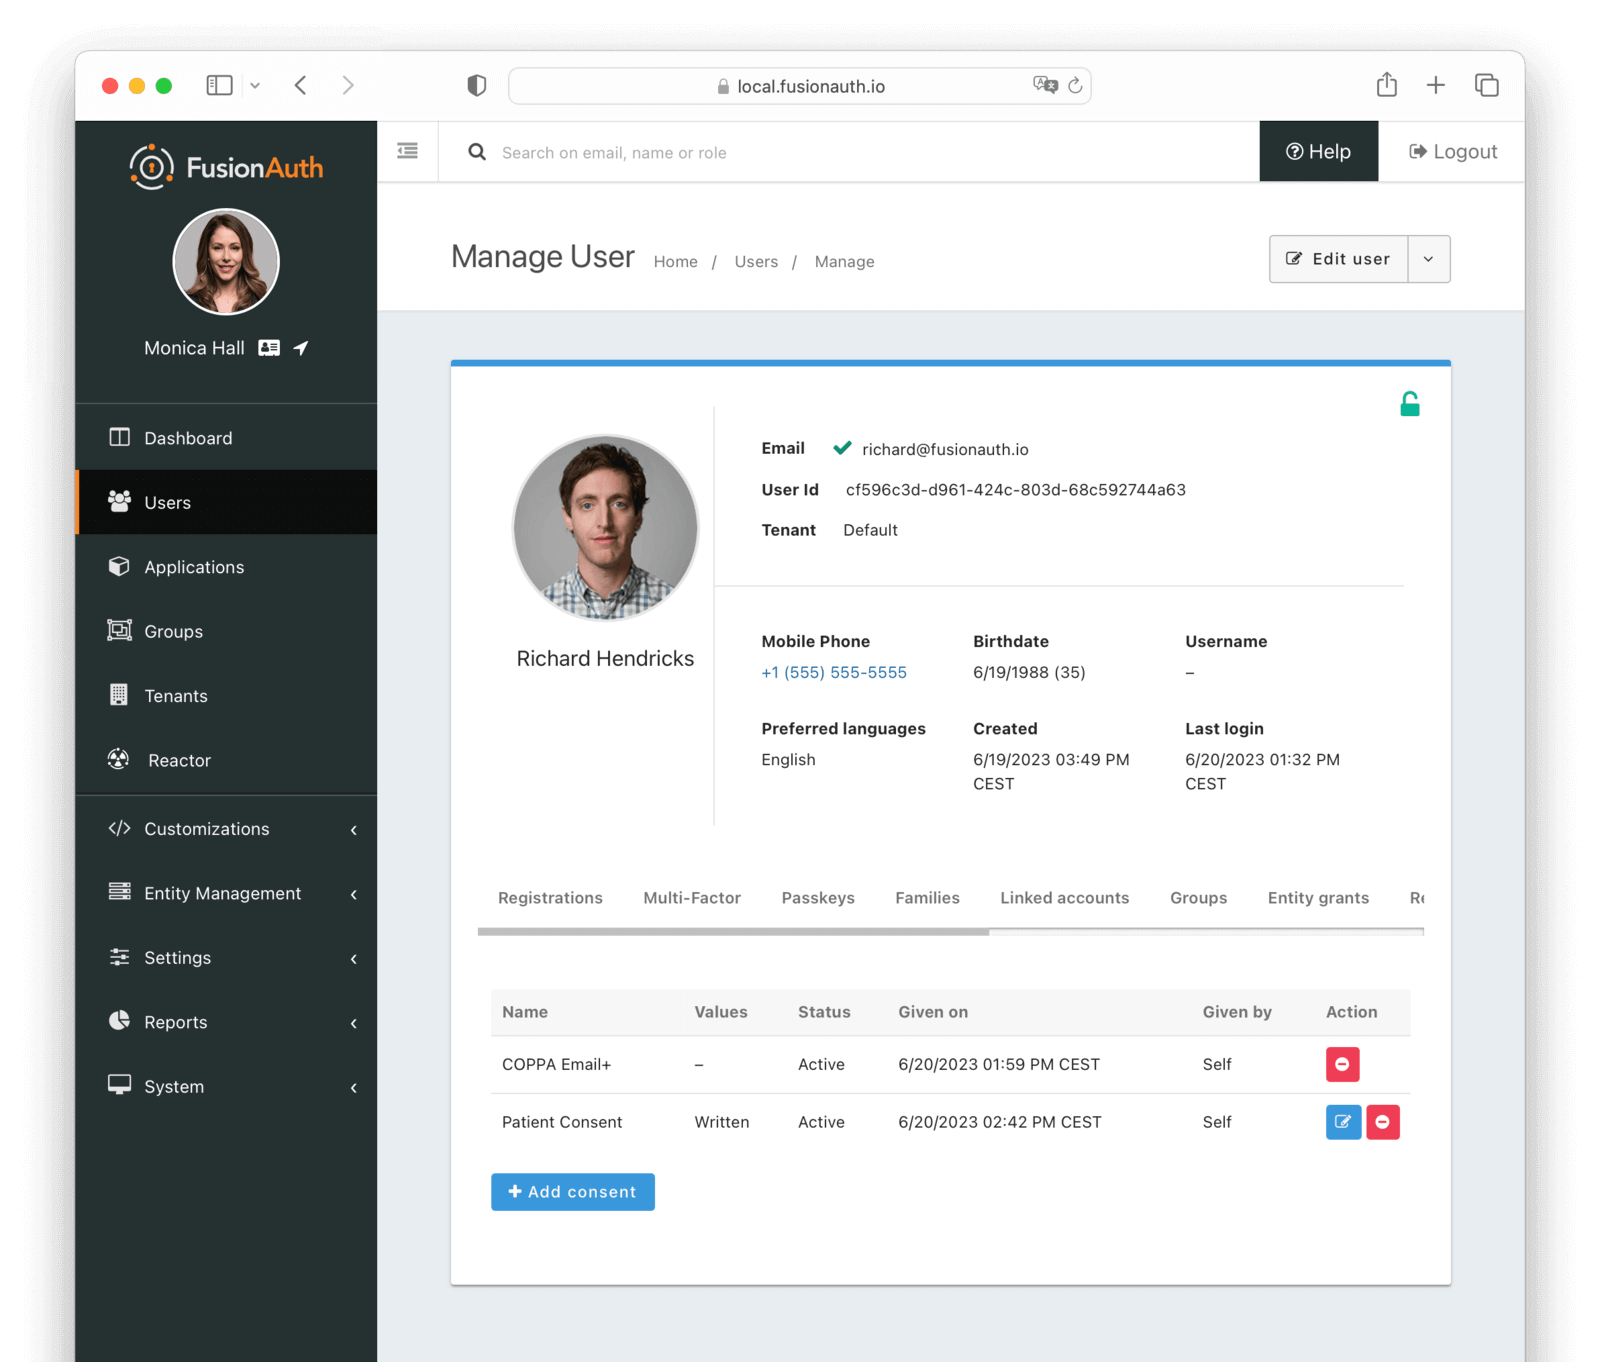 local.fusionauth.io
FusionAuth
Search on email, name or role
Help
Logout
Monica Hall
Manage User
Home / Users / Manage
Edit user
Dashboard
Users
Applications
Groups
Tenants
Reactor
Customizations
Entity Management
Settings
Reports
System
Richard Hendricks
Email richard@fusionauth.io
User Id cf596c3d-d961-424c-803d-68c592744a63
Tenant Default
Mobile Phone Birthdate Username
+1 (555) 555-5555 6/19/1988 (35) –
Preferred languages Created Last login
English 6/19/2023 03:49 PM 6/20/2023 01:32 PM
CEST CEST
Registrations Multi-Factor Passkeys Families Linked accounts Groups Entity grants
Name Values Status Given on Given by Action
COPPA Email+ – Active 6/20/2023 01:59 PM CEST Self
Patient Consent Written Active 6/20/2023 02:42 PM CEST Self
+ Add consent